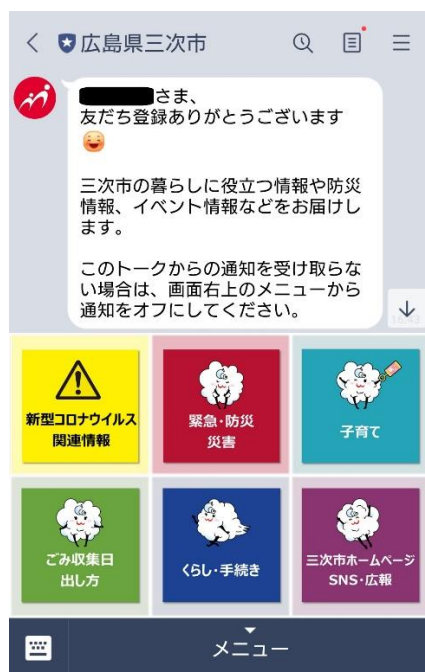 広島県三次市
さま、
友だち登録ありがとうござい
ます
三次市の暮らしに役立つ情報や防災
情報、イベント情報などをお届けし
ます。
このトークからの通知を受け取らな
い場合は、画面右上のメニューから
通知をオフにしてください。
新型コロナウイルス
関連情報
緊急・防災
災害
子育て
ごみ収集日
出し方
くらし・手続き
三次市ホームページ
SNS・広報
メニュー